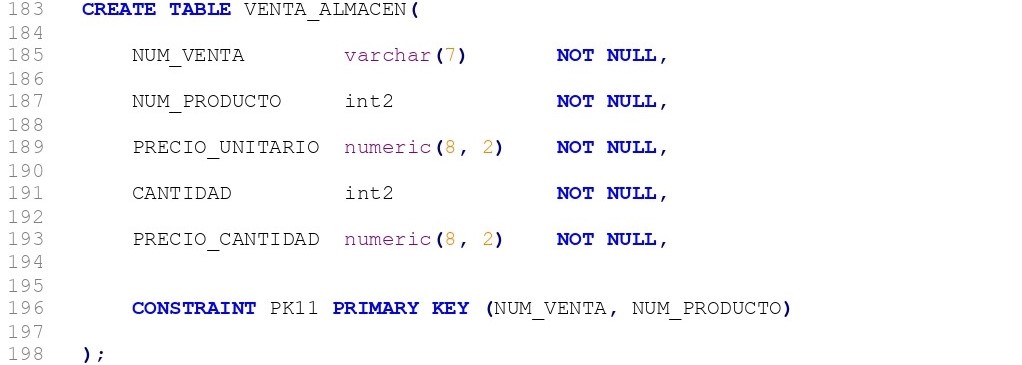 183 CREATE TABLE VENTA_ALMACEN(
184
185 NUM_VENTA varchar(7) NOT NULL,
186
187 NUM_PRODUCTO int2 NOT NULL,
188
189 PRECIO_UNITARIO numeric(8, 2) NOT NULL,
190
191 CANTIDAD int2 NOT NULL,
192
193 PRECIO_CANTIDAD numeric(8, 2) NOT NULL,
194
195
196 CONSTRAINT PK11 PRIMARY KEY (NUM_VENTA, NUM_PRODUCTO)
197
198 );